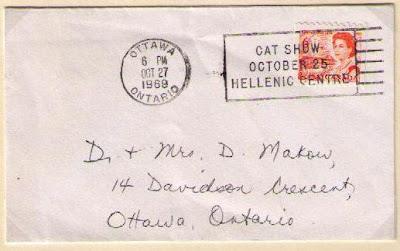 OTTAWA
6 PM
OCT 27
1969
ONTARIO
CAT SHOW
OCTOBER 25
HELLENIC CENTRE
Dr. + Mrs. D. Makow,
14 Davidson Crescent,
Ottawa, Ontario.